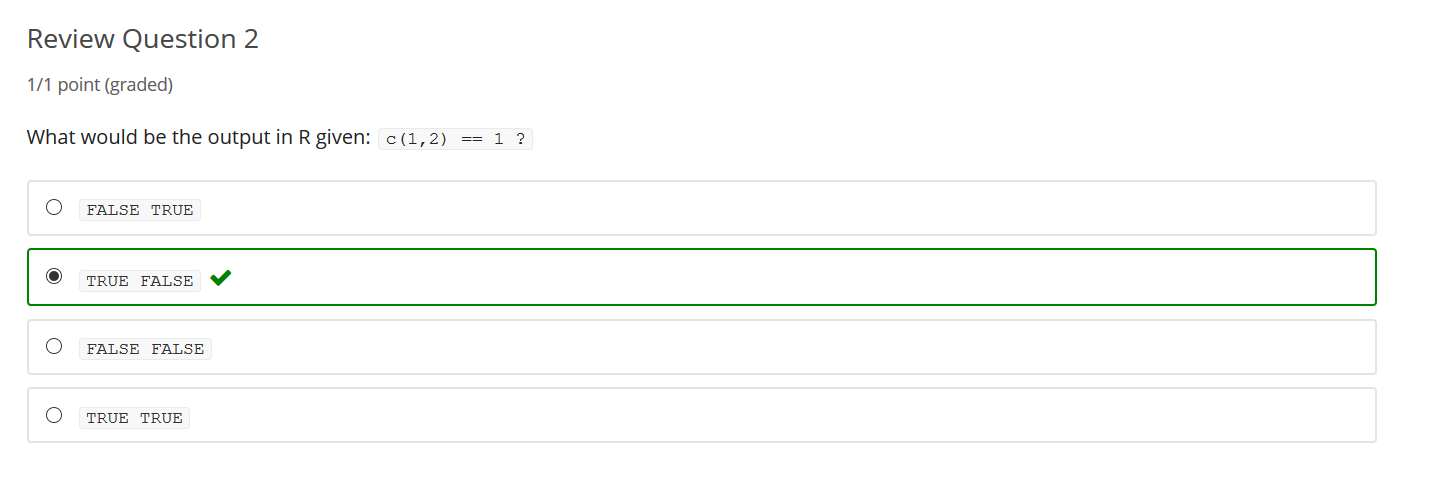 Review Question 2
1/1 point (graded)
What would be the output in R given: c(1,2) == 1 ?
FALSE TRUE
TRUE FALSE
FALSE FALSE
TRUE TRUE